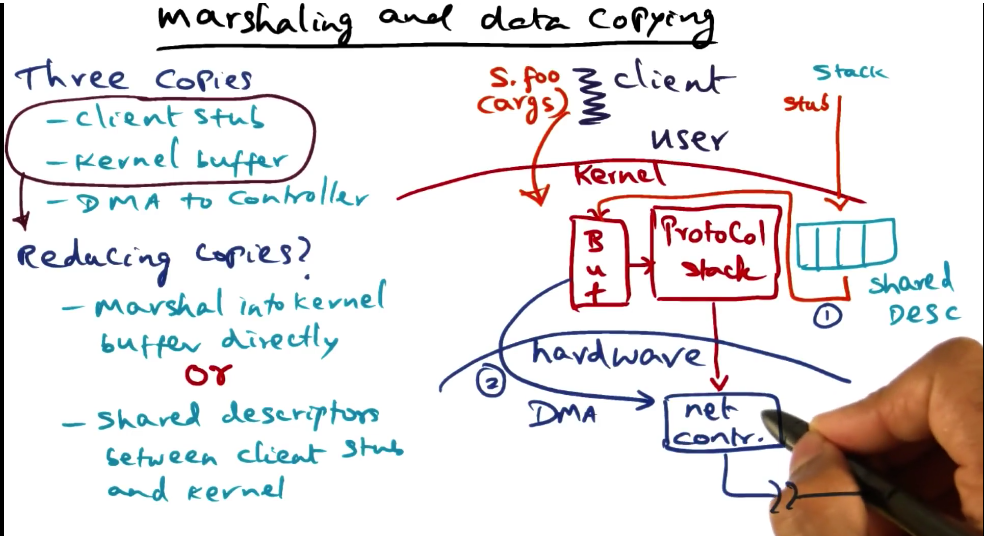 marshaling and data copying
Three Copies
- client stub
- Kernel buffer
- DMA to Controller
Reducing copies?
- Marshal into kernel
buffer directly
Or
- Shared descriptors
between client stub
and kernel
S.foo
(args)
client
user
Stack
Stub
Kernel
Buf
Protocol
stack
shared
Desc
①
hardware
②
DMA
net
contr.